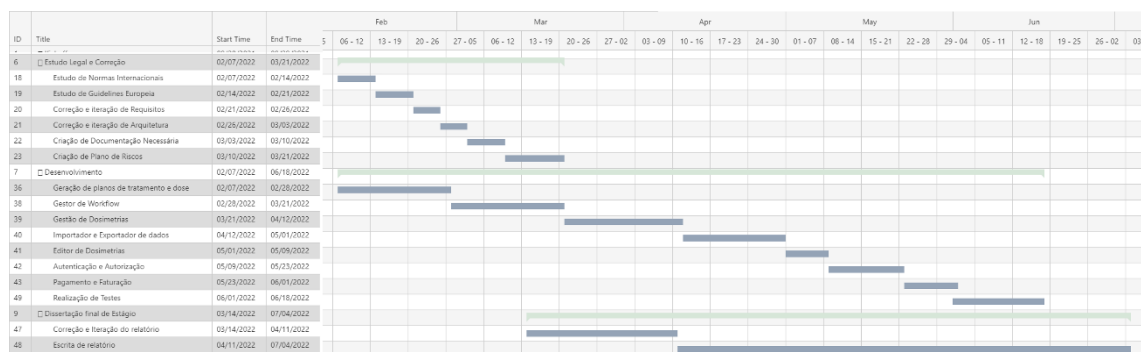 Feb Mar Apr May Jun
ID Title Start Time End Time 5 06 - 12 13 - 19 20 - 26 27 - 05 06 - 12 13 - 19 20 - 26 27 - 02 03 - 09 10 - 16 17 - 23 24 - 30 01 - 07 08 - 14 15 - 21 22 - 28 29 - 04 05 - 11 12 - 18 19 - 25 26 - 02 03
6 Estudo Legal e Correção 02/07/2022 03/21/2022
18 Estudo de Normas Internacionais 02/07/2022 02/14/2022
19 Estudo de Guidelines Europeia 02/14/2022 02/21/2022
20 Correção e iteração de Requisitos 02/21/2022 02/26/2022
21 Correção e iteração de Arquitetura 02/26/2022 03/03/2022
22 Criação de Documentação Necessária 03/03/2022 03/10/2022
23 Criação de Plano de Riscos 03/10/2022 03/21/2022
7 Desenvolvimento 02/07/2022 06/18/2022
36 Geração de planos de tratamento e dose 02/07/2022 02/28/2022
38 Gestor de Workflow 02/28/2022 03/21/2022
39 Gestão de Dosimetrias 03/21/2022 04/12/2022
40 Importador e Exportador de dados 04/12/2022 05/01/2022
41 Editor de Dosimetrias 05/01/2022 05/09/2022
42 Autenticação e Autorização 05/09/2022 05/23/2022
43 Pagamento e Faturação 05/23/2022 06/01/2022
49 Realização de Testes 06/01/2022 06/18/2022
9 Dissertação final de Estágio 03/14/2022 07/04/2022
47 Correção e Iteração do relatório 03/14/2022 04/11/2022
48 Escrita de relatório 04/11/2022 07/04/2022